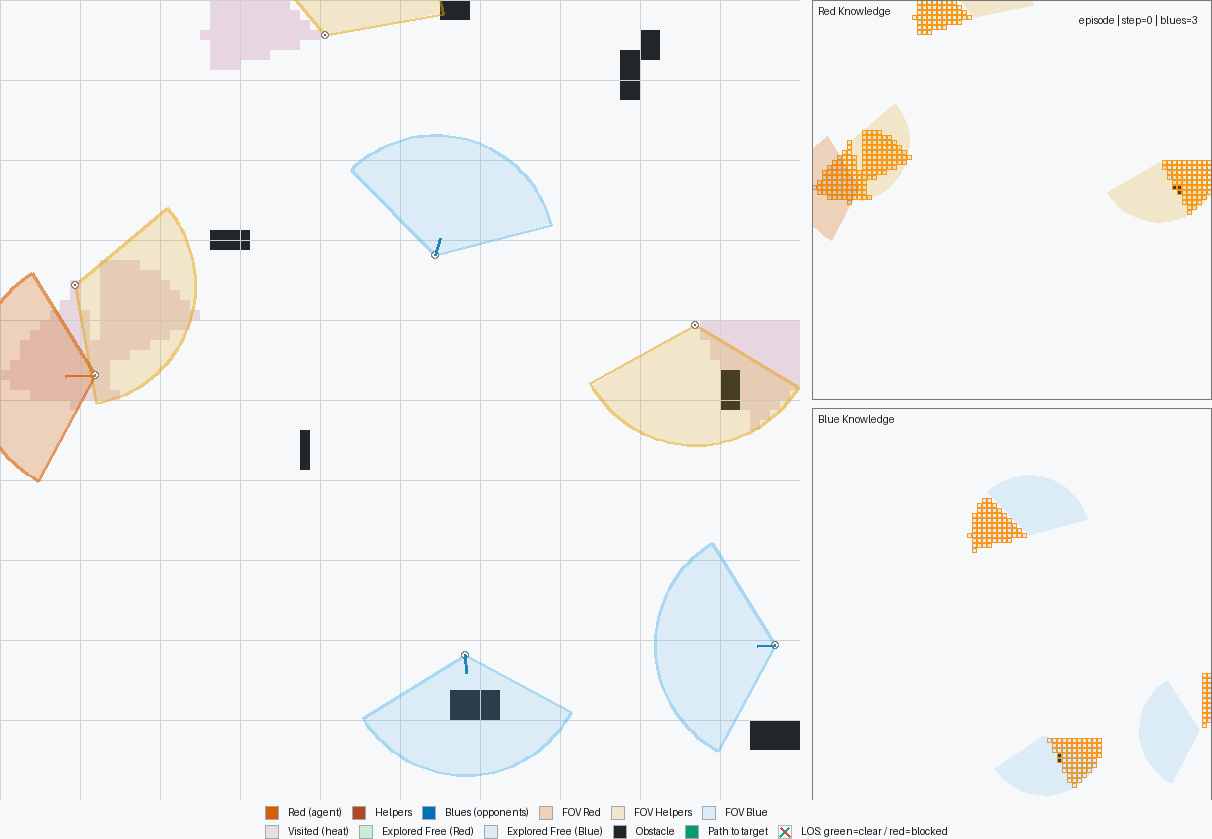 Red Knowledge
episode | step=0 | blues=3
Blue Knowledge
Red (agent) Helpers Blues (opponents) FOV Red FOV Helpers FOV Blue
Visited (heat) Explored Free (Red) Explored Free (Blue) Obstacle Path to target LOS: green=clear / red=blocked